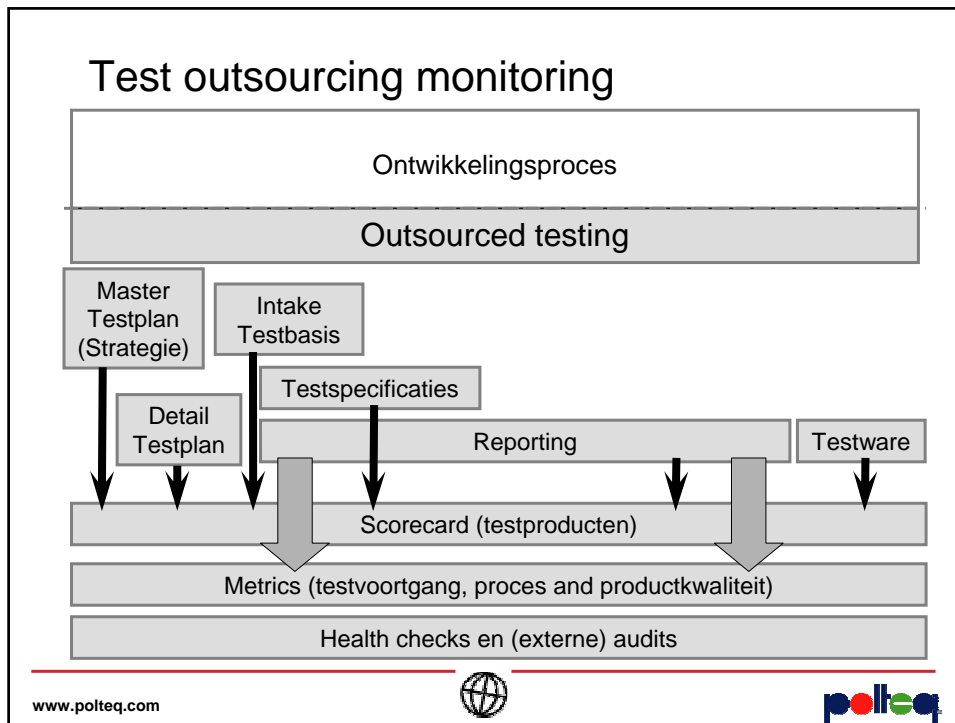 Test outsourcing monitoring
Ontwikkelingsproces
Outsourced testing
Master
Testplan
(Strategie)
Intake
Testbasis
Testspecificaties
Detail
Testplan
Reporting
Testware
Scorecard (testproducten)
Metrics (testvoortgang, proces and productkwaliteit)
Health checks en (externe) audits
www.polteq.com
polteq